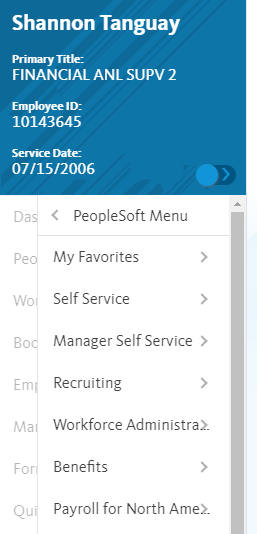 Shannon Tanguay
Primary Title:
FINANCIAL ANL SUPV 2
Employee ID:
10143645
Service Date:
07/15/2006
Das
PeopleSoft Menu
Peo
My Favorites
Wor
Self Service
Boo
Manager Self Service
Emp
Recruiting
Man
Workforce Administra...
For
Benefits
Qui
Payroll for North Ame...